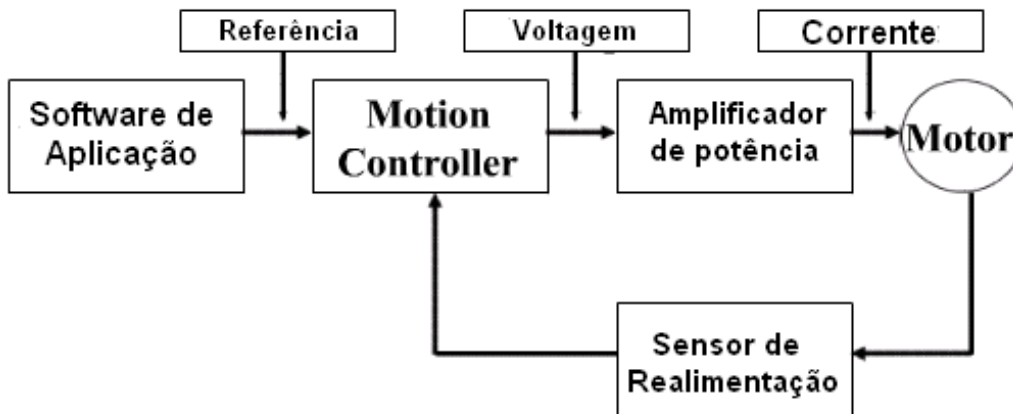 Referência
Voltagem
Corrente
Software de
Aplicação
Motion
Controller
Amplificador
de potência
Motor
Sensor de
Realimentação